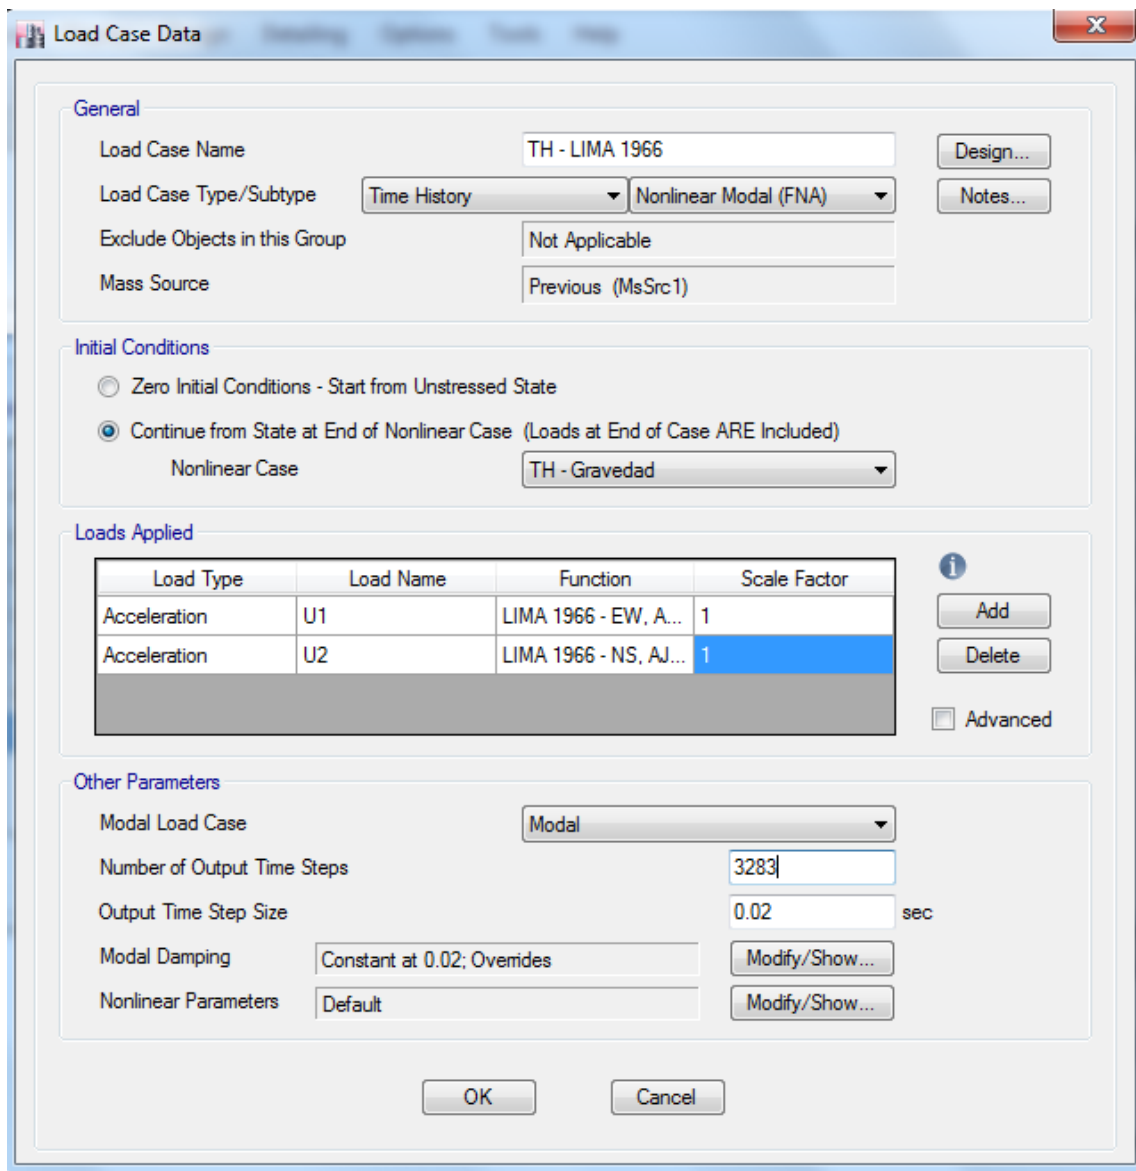 Load Case Data
General
Load Case Name TH - LIMA 1966 Design...
Load Case Type/Subtype Time History Nonlinear Modal (FNA) Notes...
Exclude Objects in this Group Not Applicable
Mass Source Previous (MsSrc1)
Initial Conditions
Zero Initial Conditions - Start from Unstressed State
Continue from State at End of Nonlinear Case (Loads at End of Case ARE Included)
Nonlinear Case TH - Gravedad
Loads Applied
Load Type Load Name Function Scale Factor
Acceleration U1 LIMA 1966 - EW, A... 1 Add
Acceleration U2 LIMA 1966 - NS, AJ... 1 Delete
Advanced
Other Parameters
Modal Load Case Modal
Number of Output Time Steps 3283
Output Time Step Size 0.02 sec
Modal Damping Constant at 0.02; Overrides Modify/Show...
Nonlinear Parameters Default Modify/Show...
OK Cancel